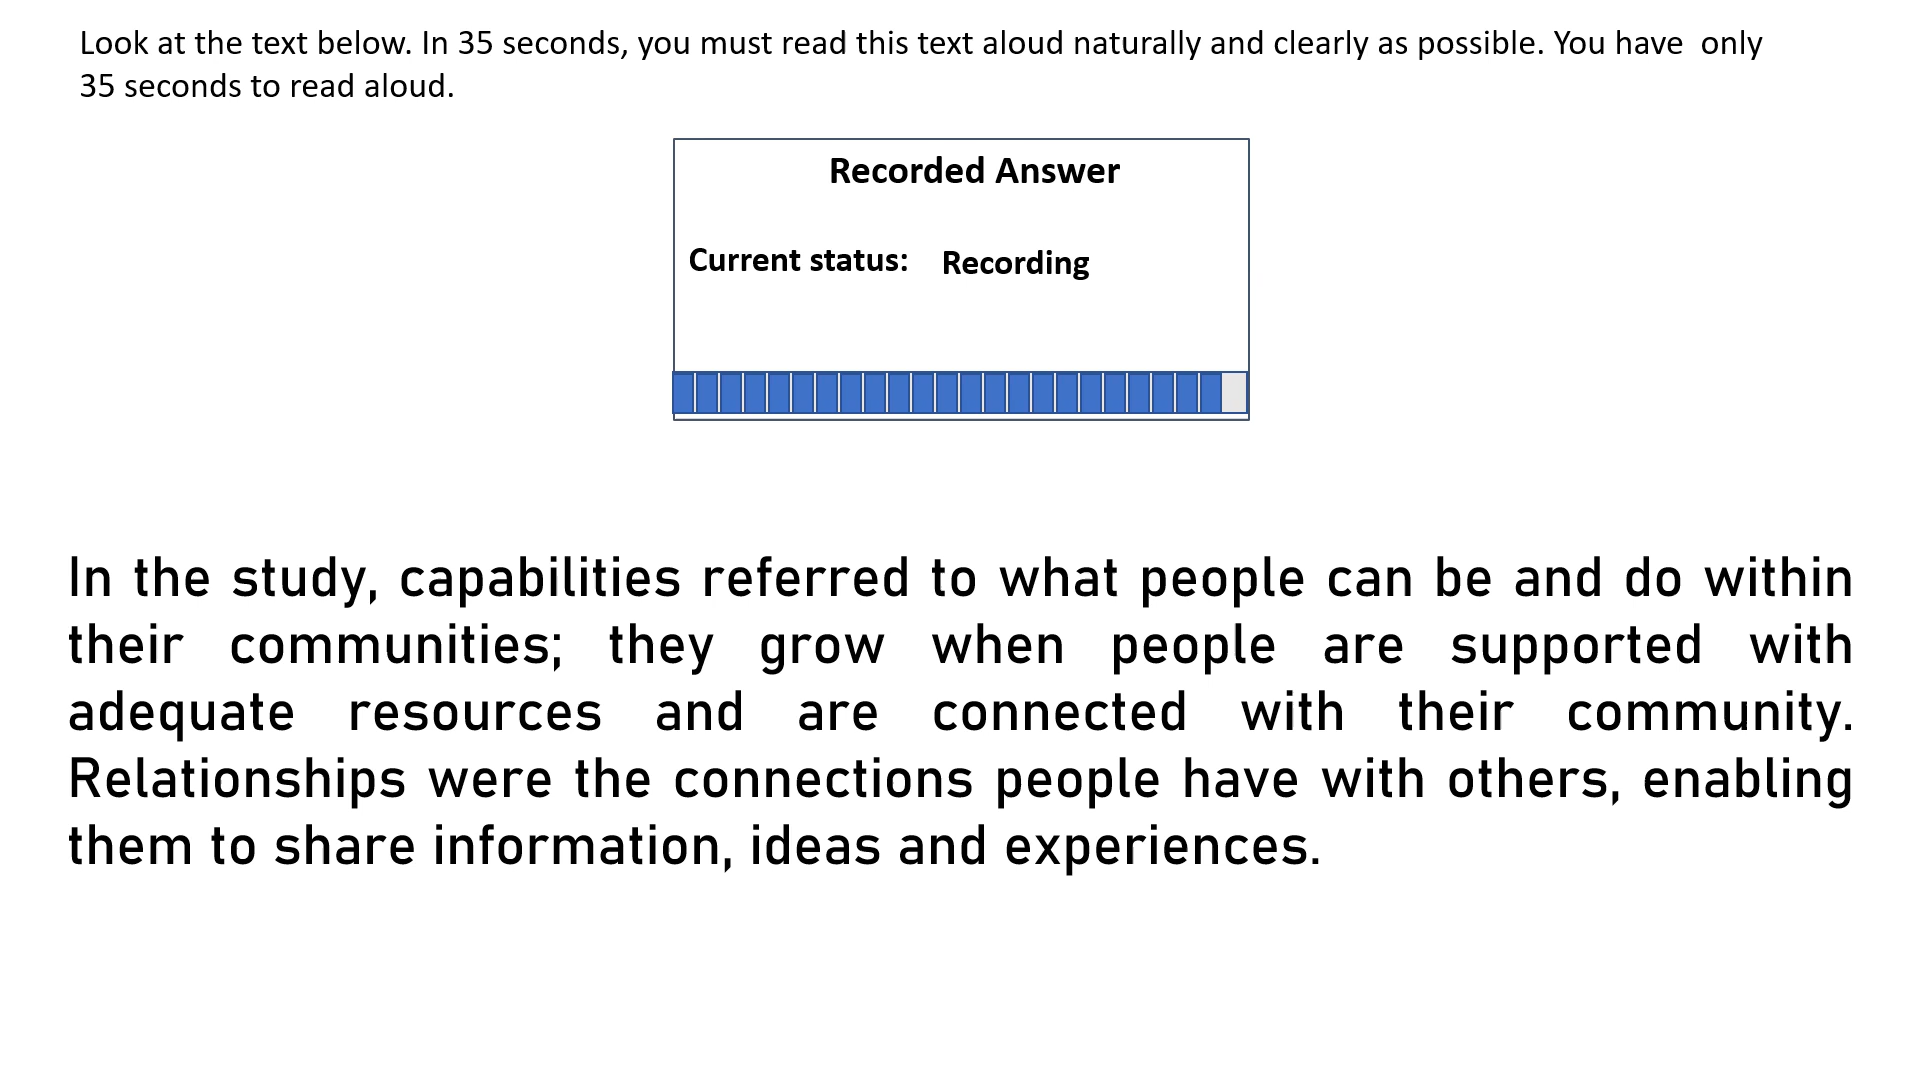 Look at the text below. In 35 seconds, you must read this text aloud naturally and clearly as possible. You have  only
35 seconds to read aloud.
Recorded Answer
Current status: Recording
In the study, capabilities referred to what people can be and do within
their communities; they grow when people are supported with
adequate resources and are connected with their community.
Relationships were the connections people have with others, enabling
them to share information, ideas and experiences.